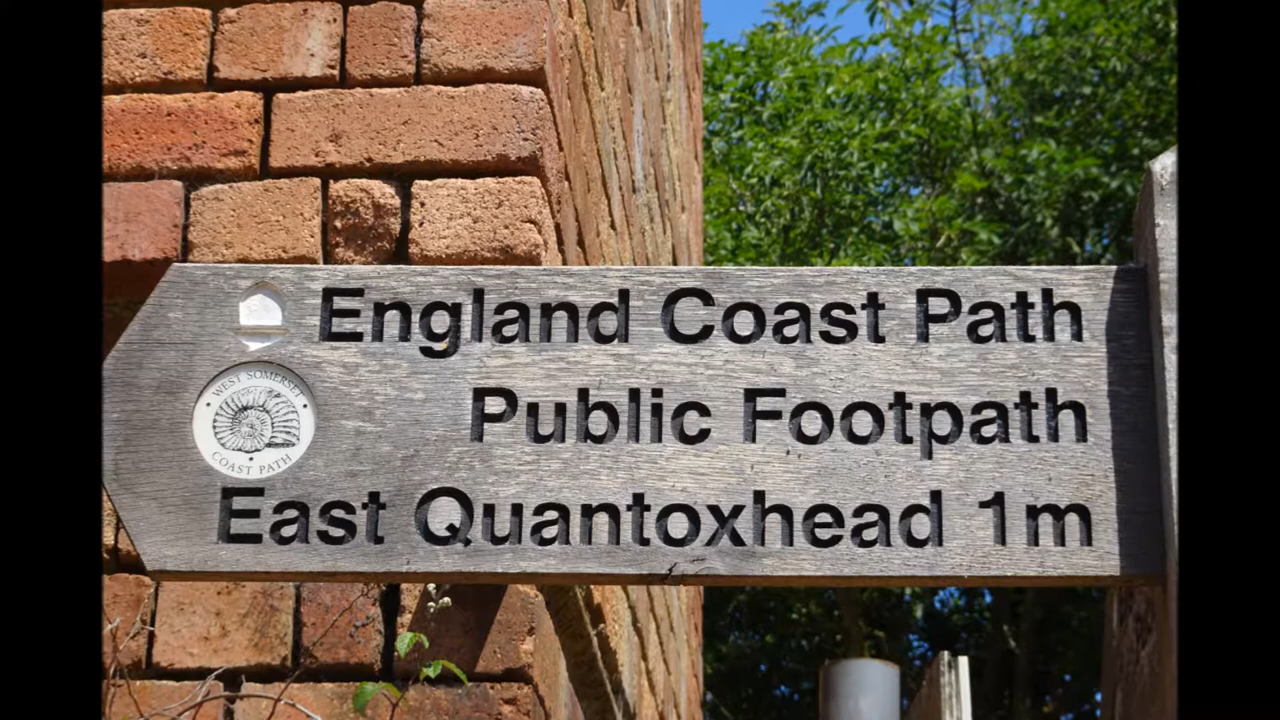 England Coast Path
WEST SOMERSET
COAST PATH
Public Footpath
East Quantoxhead 1m